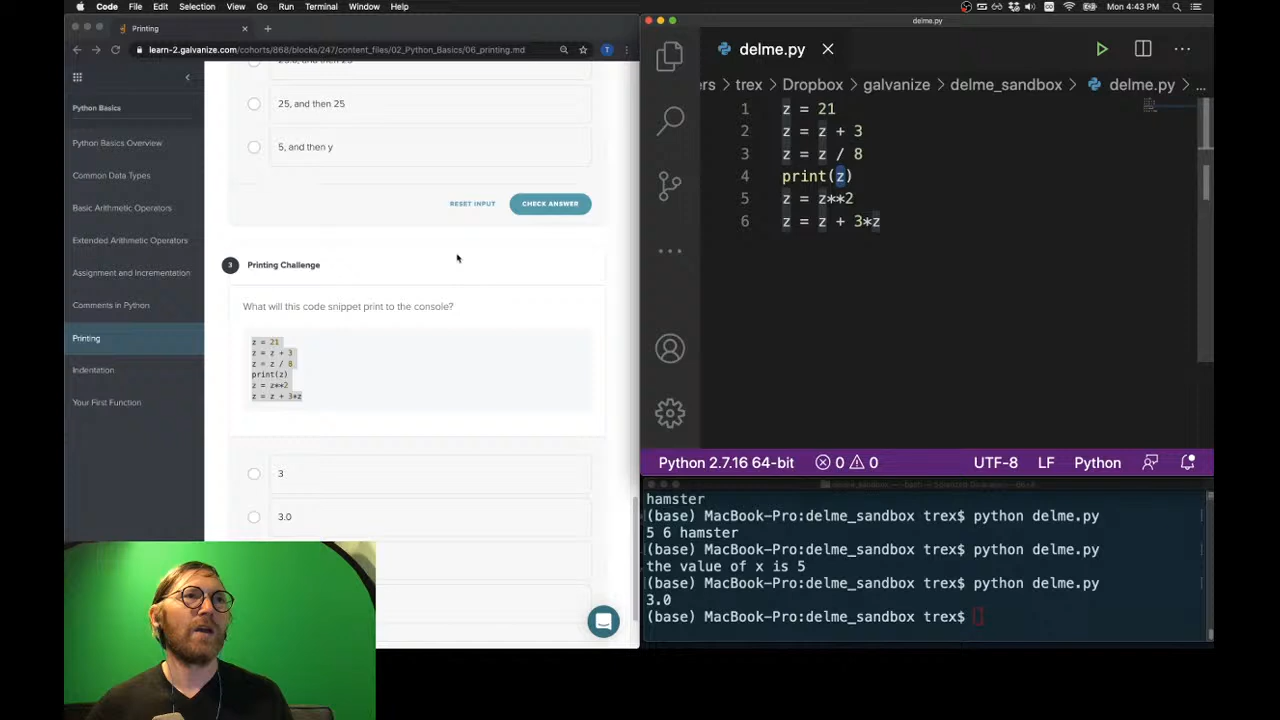 Code File Edit Selection View Go Run Terminal Window Help
Mon 4:43 PM
Printing
learn-2.galvanize.com/cohorts/868/blocks/247/content_files/02_Python_Basics/06_printing.md
T
Python Basics
Python Basics Overview
Common Data Types
Basic Arithmetic Operators
Extended Arithmetic Operators
Assignment and Incrementation
Comments in Python
Printing
Indentation
Your First Function
25, and then 25
5, and then y
RESET INPUT
CHECK ANSWER
3
Printing Challenge
What will this code snippet print to the console?
z = 21
z = z + 3
z = z / 8
print(z)
z = z**2
z = z + 3*z
3
3.0
delme.py
delme.py
ers trex Dropbox galvanize delme_sandbox delme.py ...
1 z = 21
2 z = z + 3
3 z = z / 8
4 print(z)
5 z = z**2
6 z = z + 3*z
Python 2.7.16 64-bit 0 0 UTF-8 LF Python
hamster
(base) MacBook-Pro:delme_sandbox trex$ python delme.py
5 6 hamster
(base) MacBook-Pro:delme_sandbox trex$ python delme.py
the value of x is 5
(base) MacBook-Pro:delme_sandbox trex$ python delme.py
3.0
(base) MacBook-Pro:delme_sandbox trex$